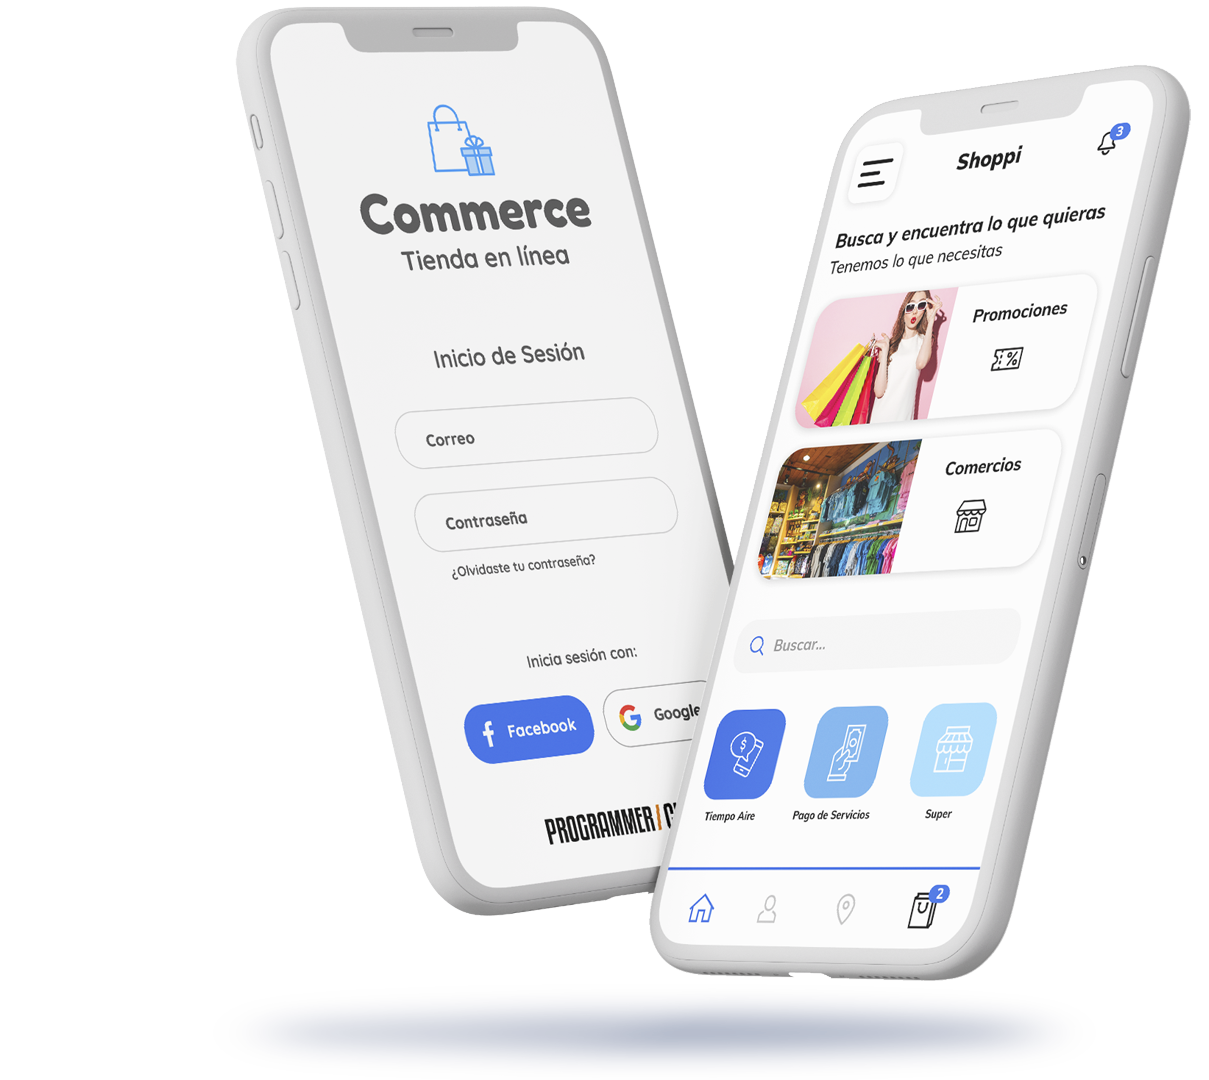 Commerce
Tienda en línea
Inicio de Sesión
Correo
Contraseña
¿Olvidaste tu contraseña?
Inicia sesión con:
Facebook
Google
PROGRAMMER
3
Shoppi
Busca y encuentra lo que quieras
Tenemos lo que necesitas
Promociones
%
Comercios
Buscar...
$
Tiempo Aire
Pago de Servicios
Super
2